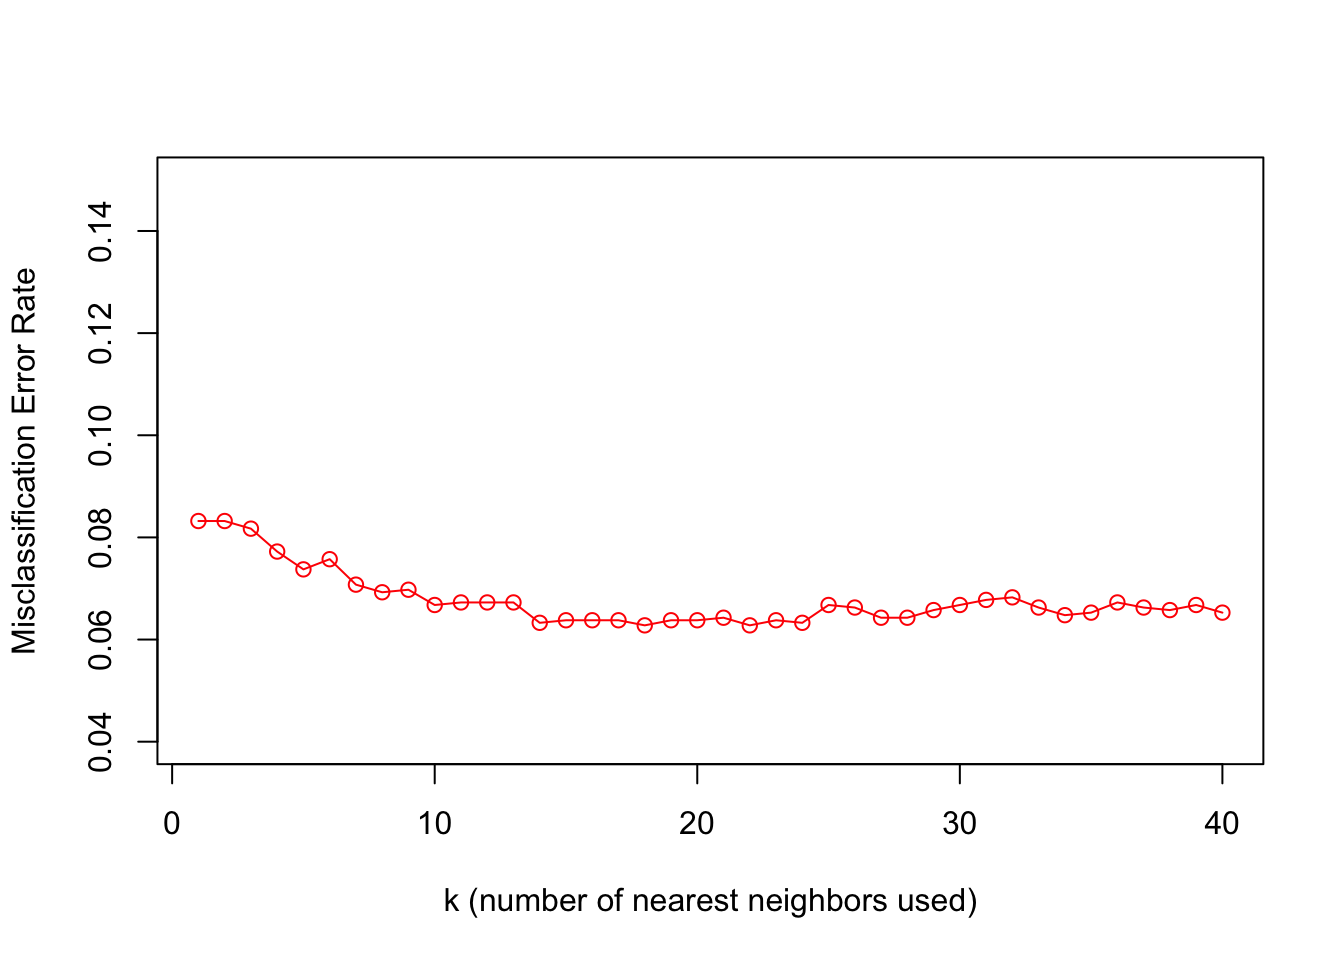 Misclassification Error Rate
0.14
0.12
0.10
0.08
0.06
0.04
0 10 20 30 40
k (number of nearest neighbors used)